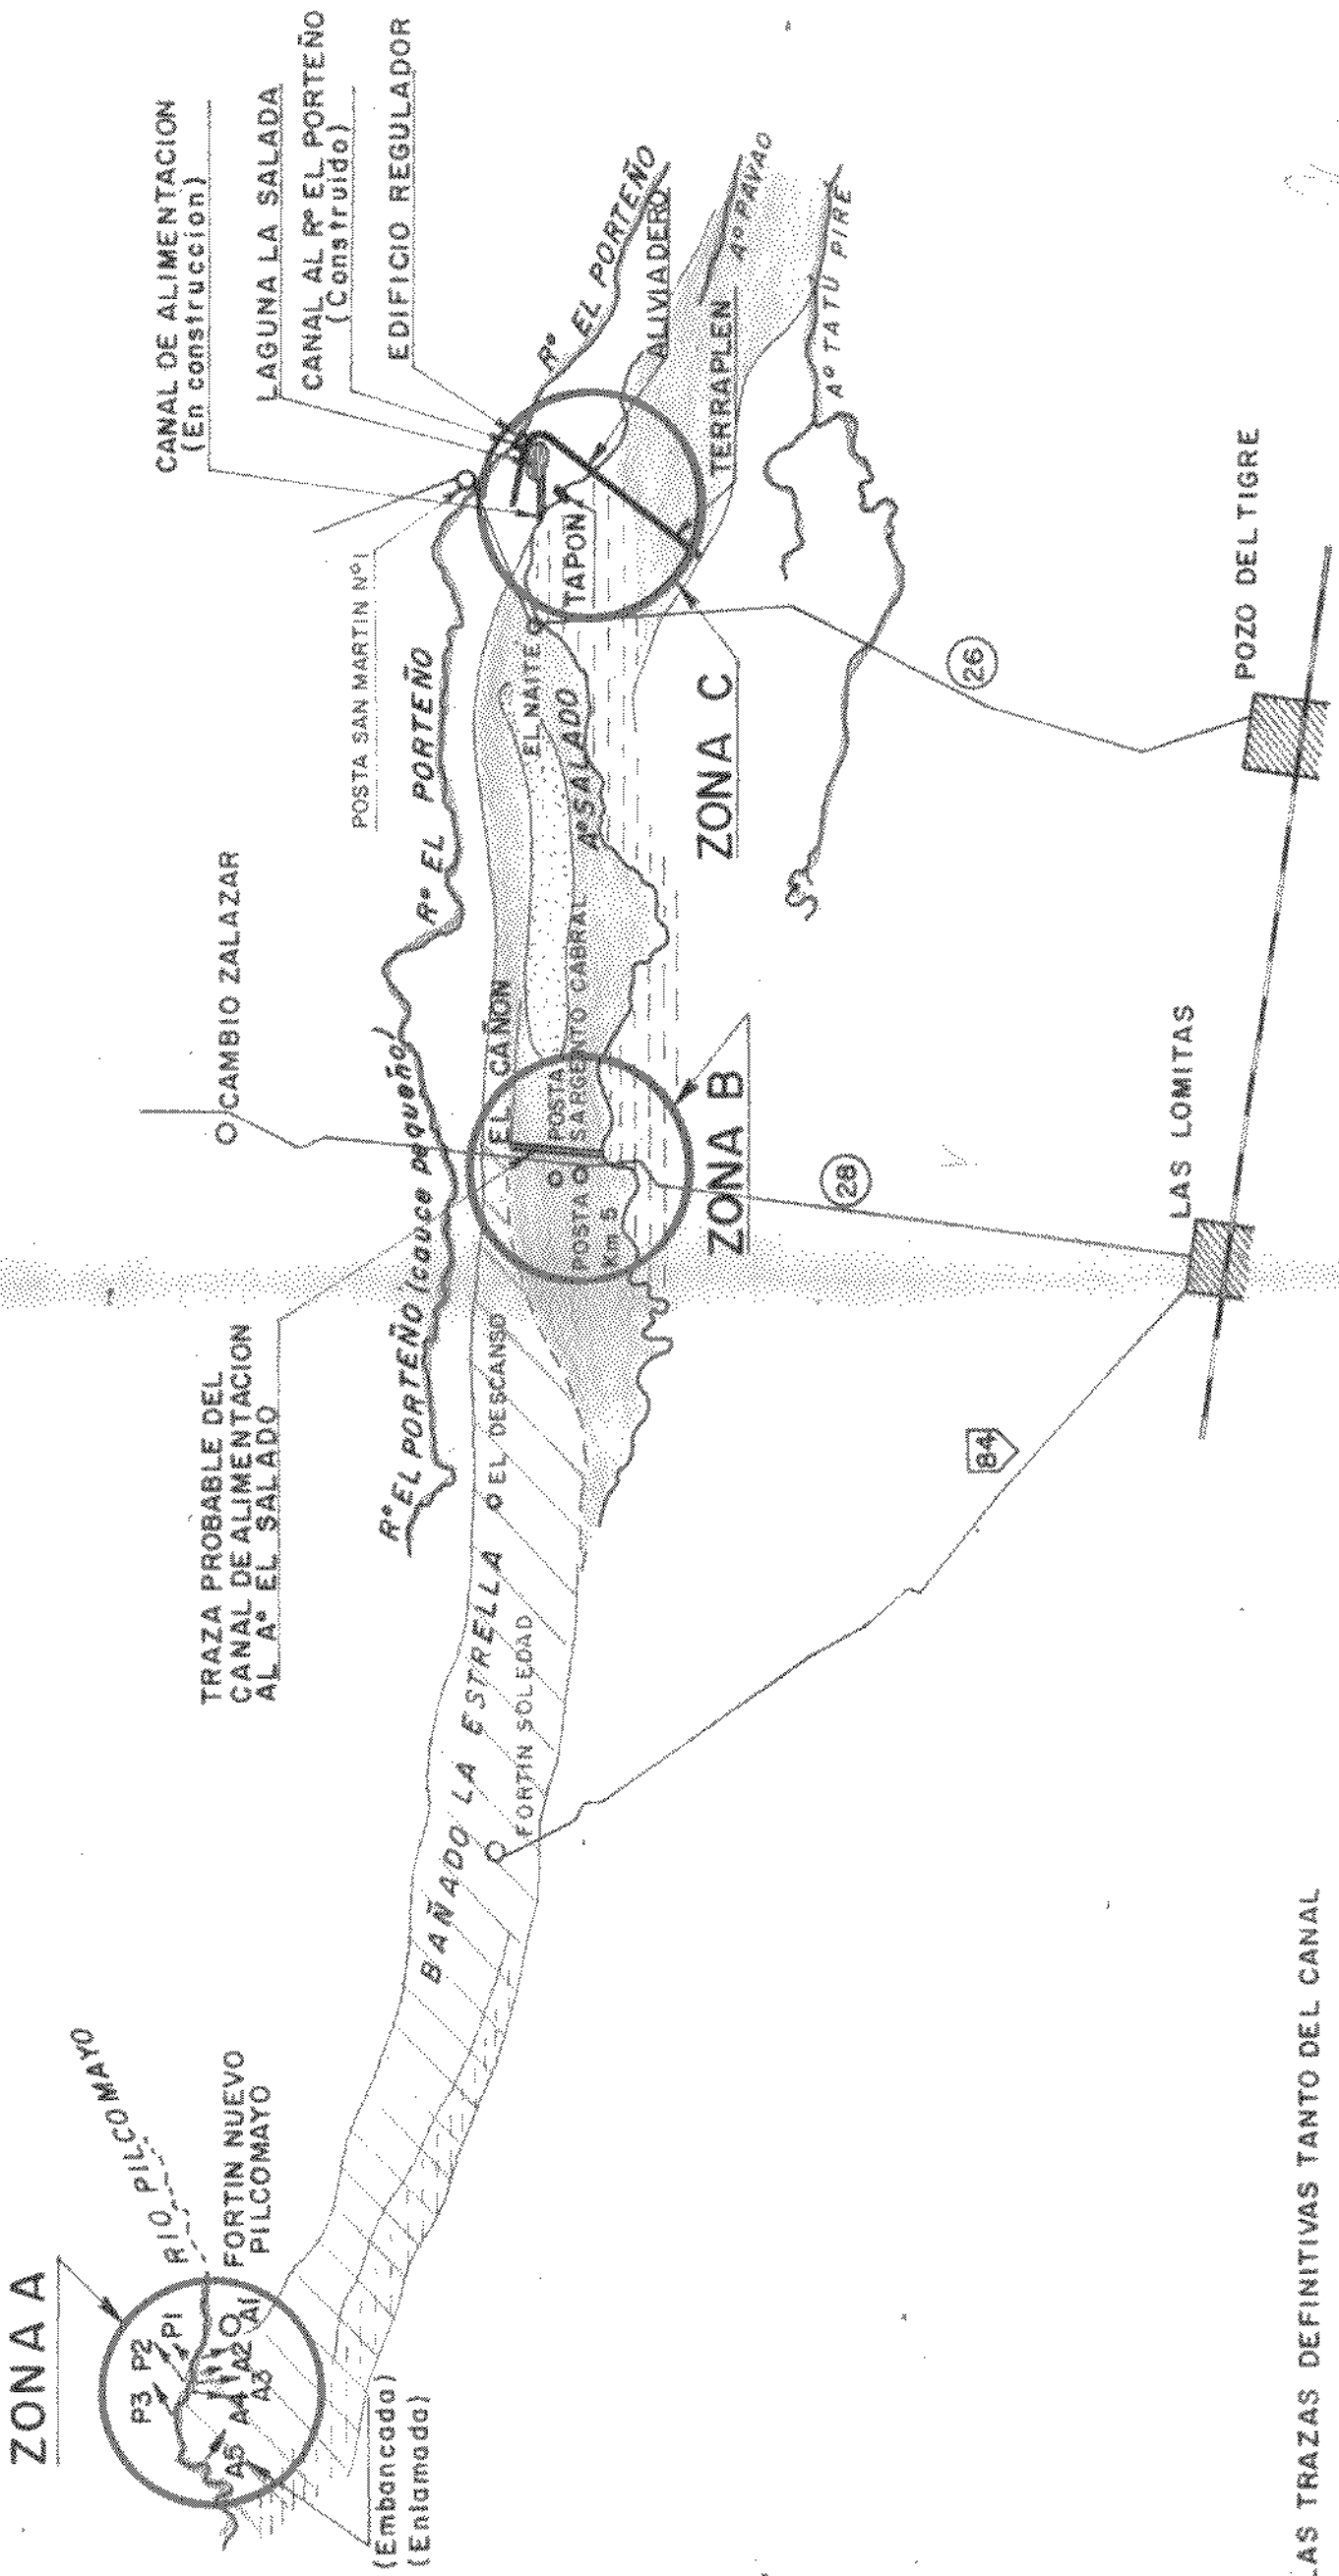 ZONA A
RIO PILCOMAYO
FORTIN NUEVO
PILCOMAYO
P3
P2
P1
A5
A4
A3
A2
A1
(Embancada)
(Enlamada)
BAÑADO LA ESTRELLA
FORTIN SOLEDAD
EL DESCANSO
TRAZA PROBABLE DEL
CANAL DE ALIMENTACION
AL Aº EL SALADO
Rº EL PORTEÑO (cauce pequeño)
CAMBIO ZALAZAR
EL CAÑON
POSTA
SARGENTO CABRAL
POSTA
Km 5
ZONA B
28
84
LAS LOMITAS
Rº EL PORTEÑO
POSTA SAN MARTIN Nº1
EL NAITE
Aº SALADO
TAPON
ZONA C
CANAL DE ALIMENTACION
(En construccion)
LAGUNA LA SALADA
CANAL AL Rº EL PORTEÑO
(Construido)
EDIFICIO REGULADOR
Rº EL PORTEÑO
ALIVIADERO
Aº PAVAO
TERRAPLEN
Aº TATU PIRE
26
POZO DEL TIGRE
LAS TRAZAS DEFINITIVAS TANTO DEL CANAL